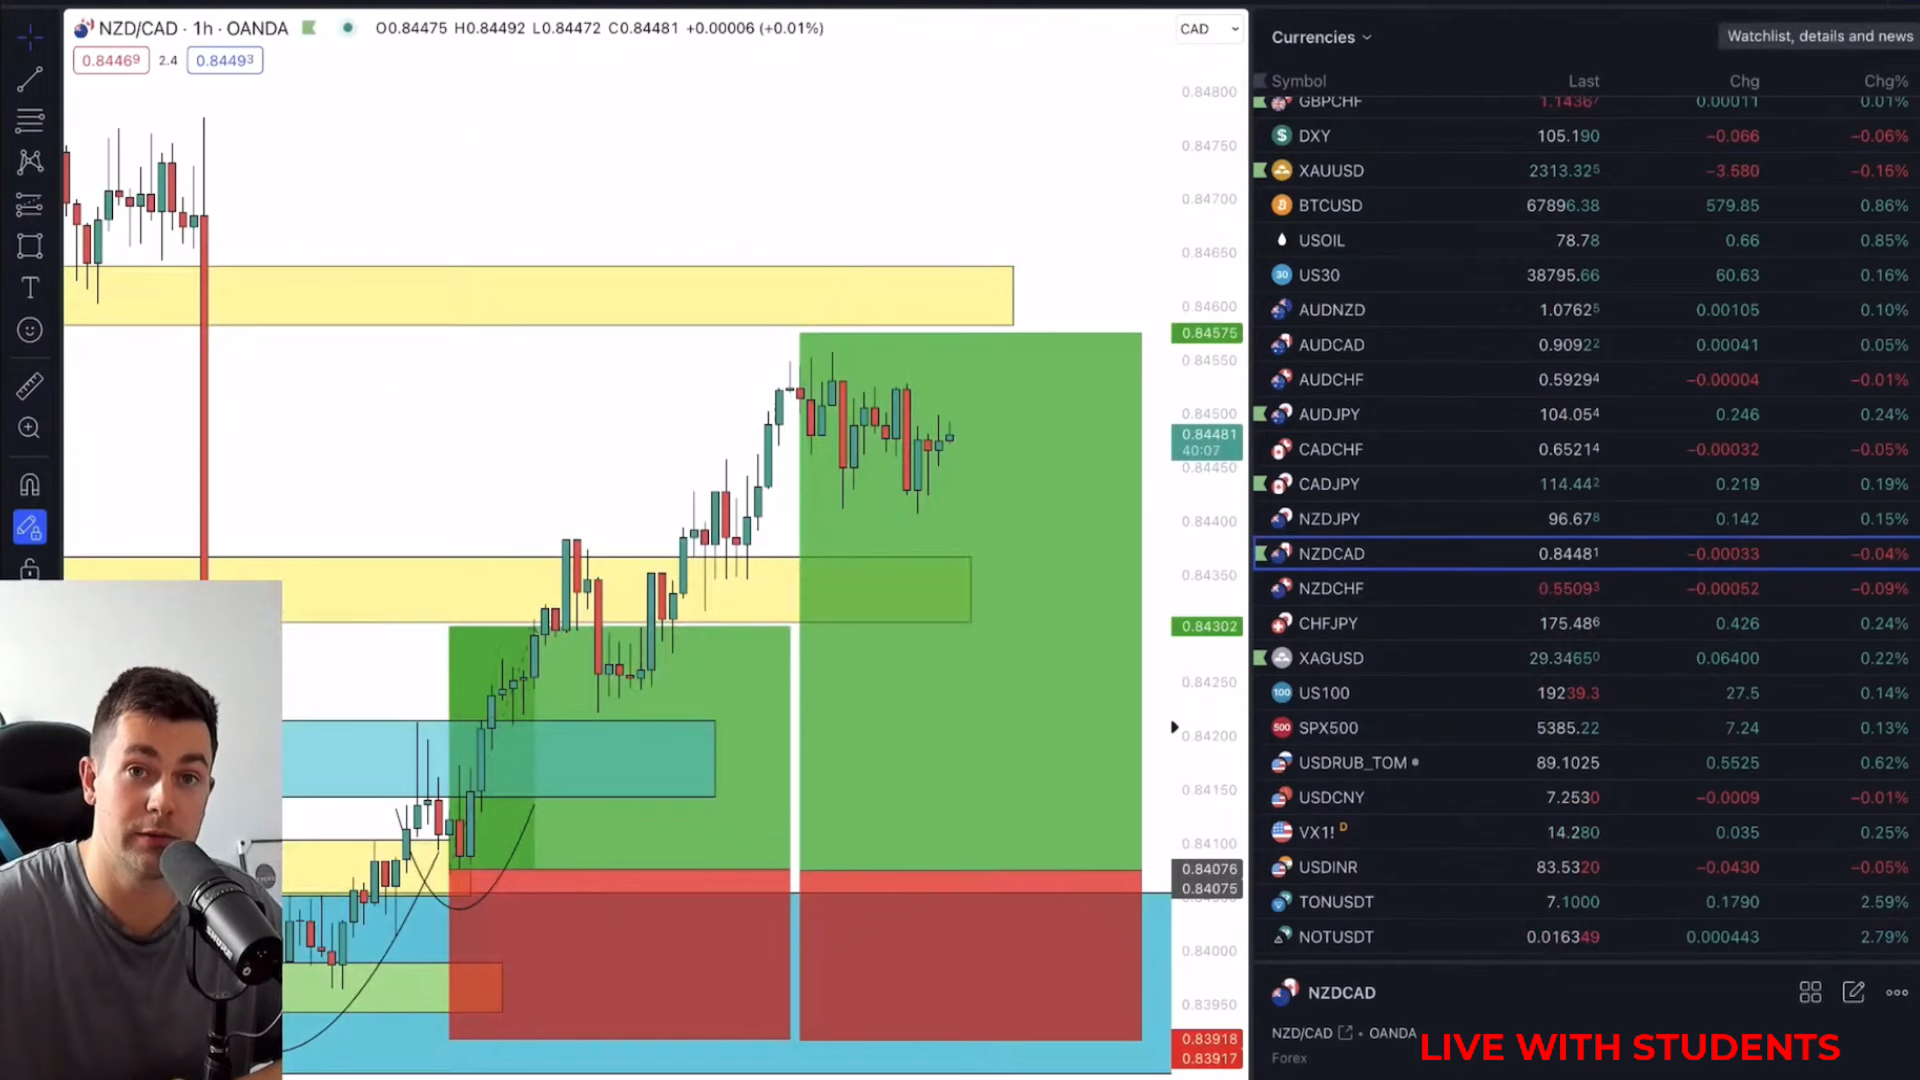 NZD/CAD · 1h · OANDA O0.84475 H0.84492 L0.84472 C0.84481 +0.00006 (+0.01%)
0.84469 2.4 0.84493
CAD
0.84800
0.84750
0.84700
0.84650
0.84600
0.84575
0.84550
0.84500
0.84481
40:07
0.84450
0.84400
0.84350
0.84302
0.84250
0.84200
0.84150
0.84100
0.84076
0.84075
0.84000
0.83950
0.83918
0.83917
Currencies
Watchlist, details and news
Symbol Last Chg Chg%
GBPCHF 1.14367 0.00011 0.01%
DXY 105.190 −0.066 −0.06%
XAUUSD 2313.325 −3.580 −0.16%
BTCUSD 67896.38 579.85 0.86%
USOIL 78.78 0.66 0.85%
US30 38795.66 60.63 0.16%
AUDNZD 1.07625 0.00105 0.10%
AUDCAD 0.90922 0.00041 0.05%
AUDCHF 0.59294 −0.00004 −0.01%
AUDJPY 104.054 0.246 0.24%
CADCHF 0.65214 −0.00032 −0.05%
CADJPY 114.442 0.219 0.19%
NZDJPY 96.678 0.142 0.15%
NZDCAD 0.84481 −0.00033 −0.04%
NZDCHF 0.55093 −0.00052 −0.09%
CHFJPY 175.486 0.426 0.24%
XAGUSD 29.34650 0.06400 0.22%
US100 19239.3 27.5 0.14%
SPX500 5385.22 7.24 0.13%
USDRUB_TOM 89.1025 0.5525 0.62%
USDCNY 7.2530 −0.0009 −0.01%
VX1! D 14.280 0.035 0.25%
USDINR 83.5320 −0.0430 −0.05%
TONUSDT 7.1000 0.1790 2.59%
NOTUSDT 0.016349 0.000443 2.79%
NZDCAD
NZD/CAD • OANDA
Forex
LIVE WITH STUDENTS